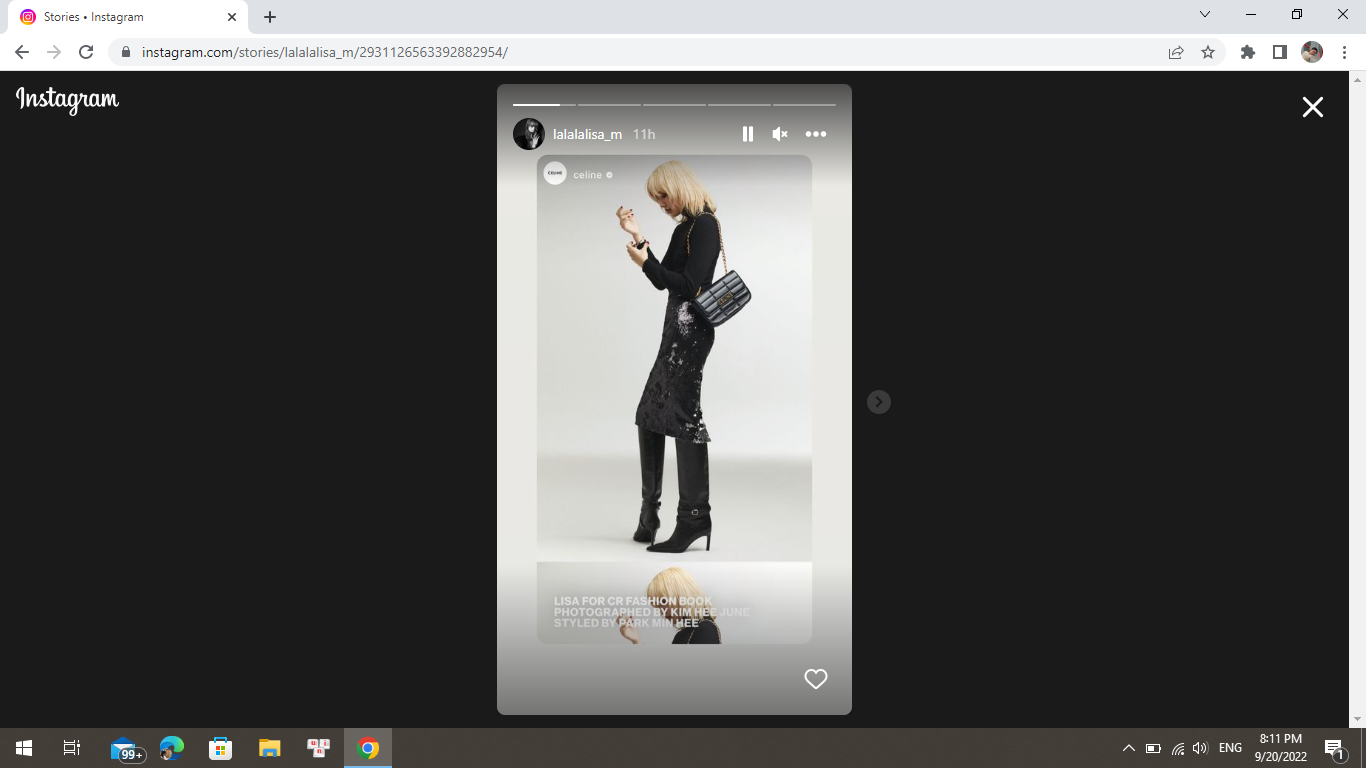 Stories • Instagram
instagram.com/stories/lalalalisa_m/2931126563392882954/
Instagram
lalalalisa_m 11h
CELINE celine
LISA FOR CR FASHION BOOK
PHOTOGRAPHED BY KIM HEE JUNE
STYLED BY PARK MIN HEE
99+
ENG
8:11 PM
9/20/2022
1